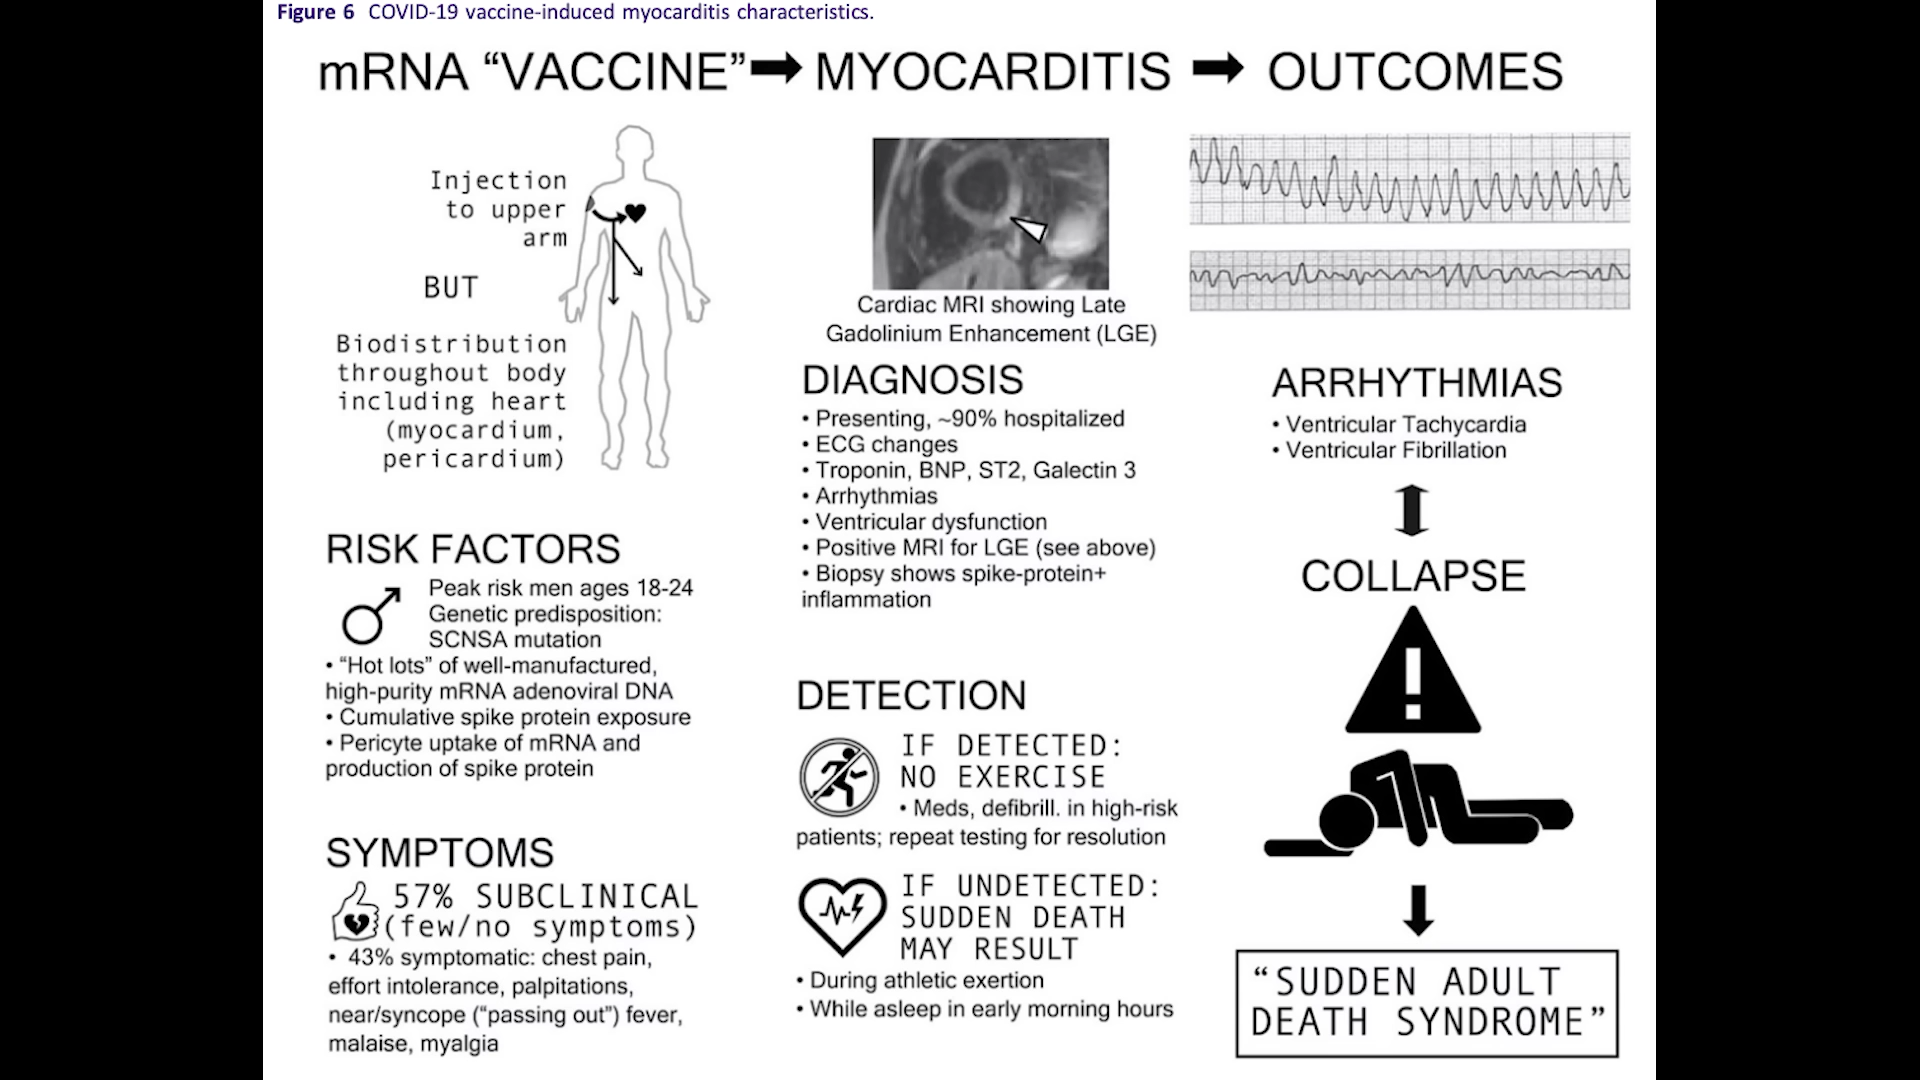 Figure 6 COVID-19 vaccine-induced myocarditis characteristics.
mRNA “VACCINE” → MYOCARDITIS → OUTCOMES
Injection
to upper
arm
BUT
Biodistribution
throughout body
including heart
(myocardium,
pericardium)
RISK FACTORS
Peak risk men ages 18-24
Genetic predisposition:
SCNSA mutation
• “Hot lots” of well-manufactured,
high-purity mRNA adenoviral DNA
• Cumulative spike protein exposure
• Pericyte uptake of mRNA and
production of spike protein
SYMPTOMS
57% SUBCLINICAL
(few/no symptoms)
• 43% symptomatic: chest pain,
effort intolerance, palpitations,
near/syncope (“passing out”) fever,
malaise, myalgia
Cardiac MRI showing Late
Gadolinium Enhancement (LGE)
DIAGNOSIS
• Presenting, ~90% hospitalized
• ECG changes
• Troponin, BNP, ST2, Galectin 3
• Arrhythmias
• Ventricular dysfunction
• Positive MRI for LGE (see above)
• Biopsy shows spike-protein+
inflammation
DETECTION
IF DETECTED:
NO EXERCISE
• Meds, defibrill. in high-risk
patients; repeat testing for resolution
IF UNDETECTED:
SUDDEN DEATH
MAY RESULT
• During athletic exertion
• While asleep in early morning hours
ARRHYTHMIAS
• Ventricular Tachycardia
• Ventricular Fibrillation
COLLAPSE
“SUDDEN ADULT
DEATH SYNDROME”